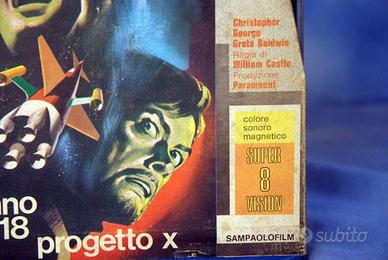 Christopher
George
Greta Baldwin
Regia di
William Castle
Produzione
Paramount
colore
sonoro
magnetico
SUPER
8
VISION
SAMPAOLOFILM
nno
18
progetto x
subito